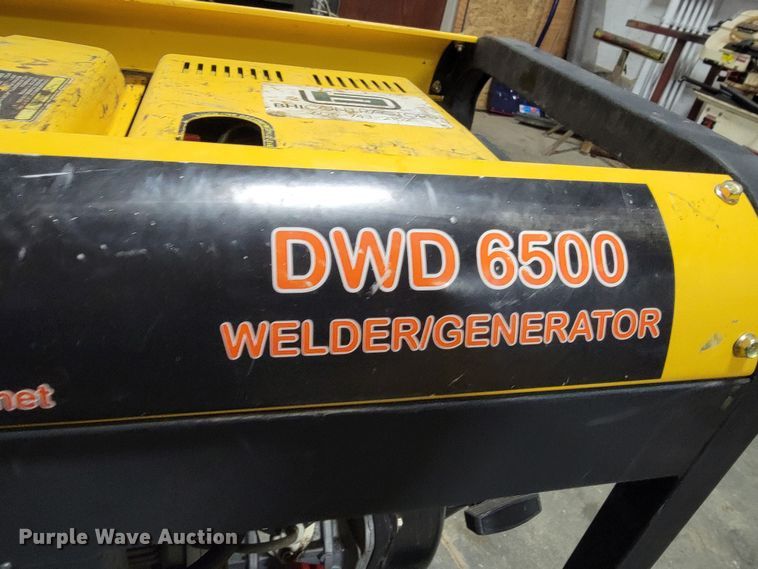 DWD 6500
WELDER/GENERATOR
net
Purple Wave Auction®